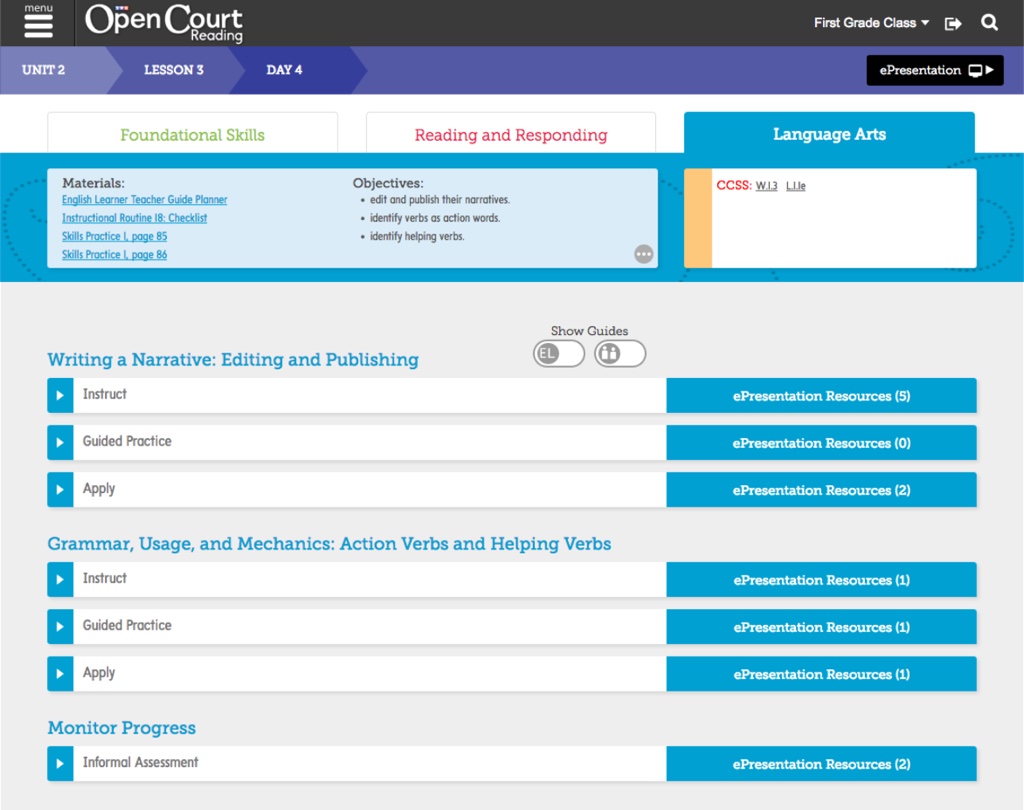 menu
Open Court
Reading
First Grade Class
UNIT 2
LESSON 3
DAY 4
ePresentation
Foundational Skills
Reading and Responding
Language Arts
Materials:
English Learner Teacher Guide Planner
Instructional Routine 18: Checklist
Skills Practice 1, page 85
Skills Practice 1, page 86
Objectives:
• edit and publish their narratives.
• identify verbs as action words.
• identify helping verbs.
CCSS: W.1.3 L.1.1e
Show Guides
EL
Writing a Narrative: Editing and Publishing
Instruct
ePresentation Resources (5)
Guided Practice
ePresentation Resources (0)
Apply
ePresentation Resources (2)
Grammar, Usage, and Mechanics: Action Verbs and Helping Verbs
Instruct
ePresentation Resources (1)
Guided Practice
ePresentation Resources (1)
Apply
ePresentation Resources (1)
Monitor Progress
Informal Assessment
ePresentation Resources (2)